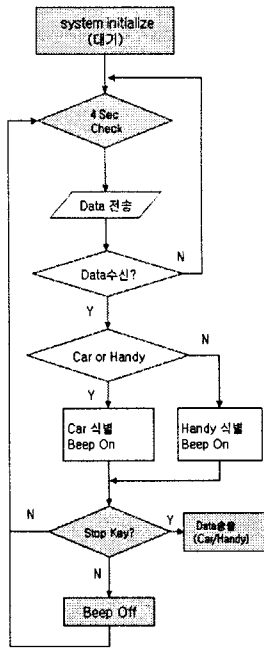 system initialize
(대기)
4 Sec
Check
Data 전송
Data수신?
N
Y
Car or Handy
N
Y
Car 식별
Beep On
Handy 식별
Beep On
N
Stop Key?
Y
Data송출
(Car/Handy)
N
Beep Off